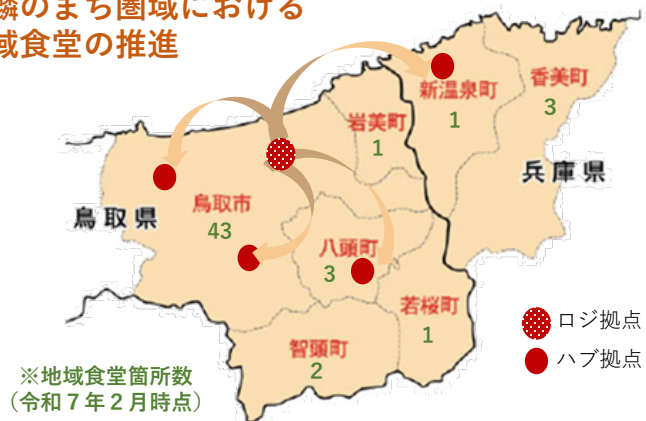 麟のまち圏域における
域食堂の推進
香美町
3
新温泉町
1
岩美町
1
兵庫県
鳥取市
43
鳥取県
八頭町
3
若桜町
1
智頭町
2
ロジ拠点
ハブ拠点
※地域食堂箇所数
（令和７年２月時点）